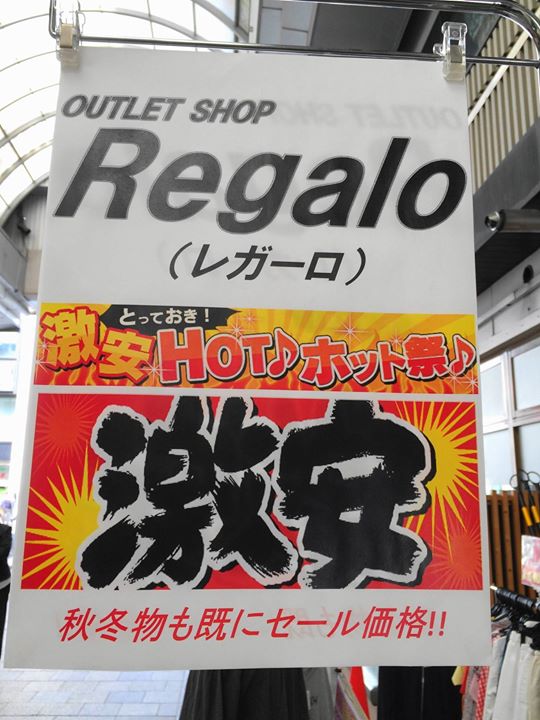 OUTLET SHOP
Regalo
（レガーロ）
とっておき！
激安HOT♪ホット祭♪
激安
秋冬物も既にセール価格!!